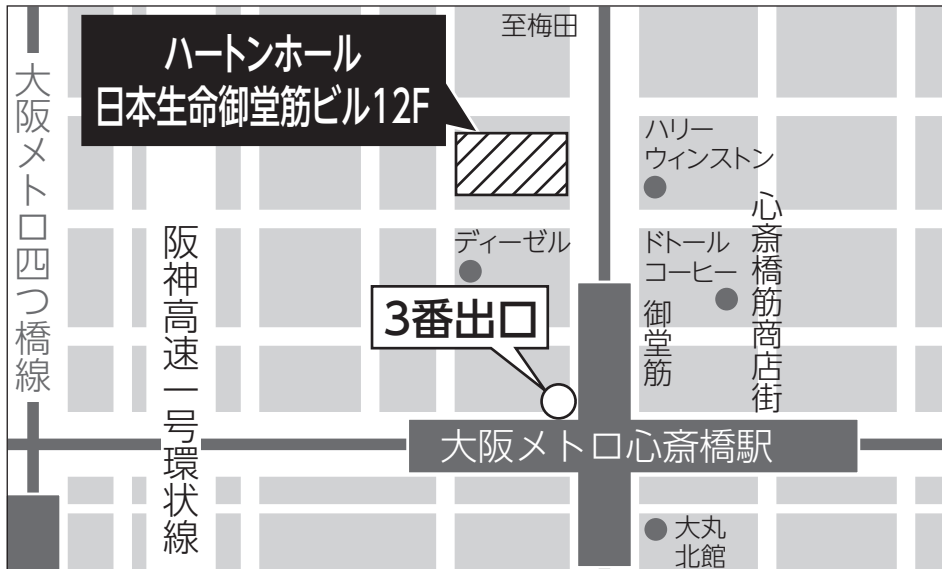 至梅田
ハートンホール
日本生命御堂筋ビル12F
大阪メトロ四つ橋線
ハリー
ウィンストン
阪神高速一号環状線
ディーゼル
ドトール
コーヒー
心斎橋筋商店街
3番出口
御堂筋
大阪メトロ心斎橋駅
大丸
北館